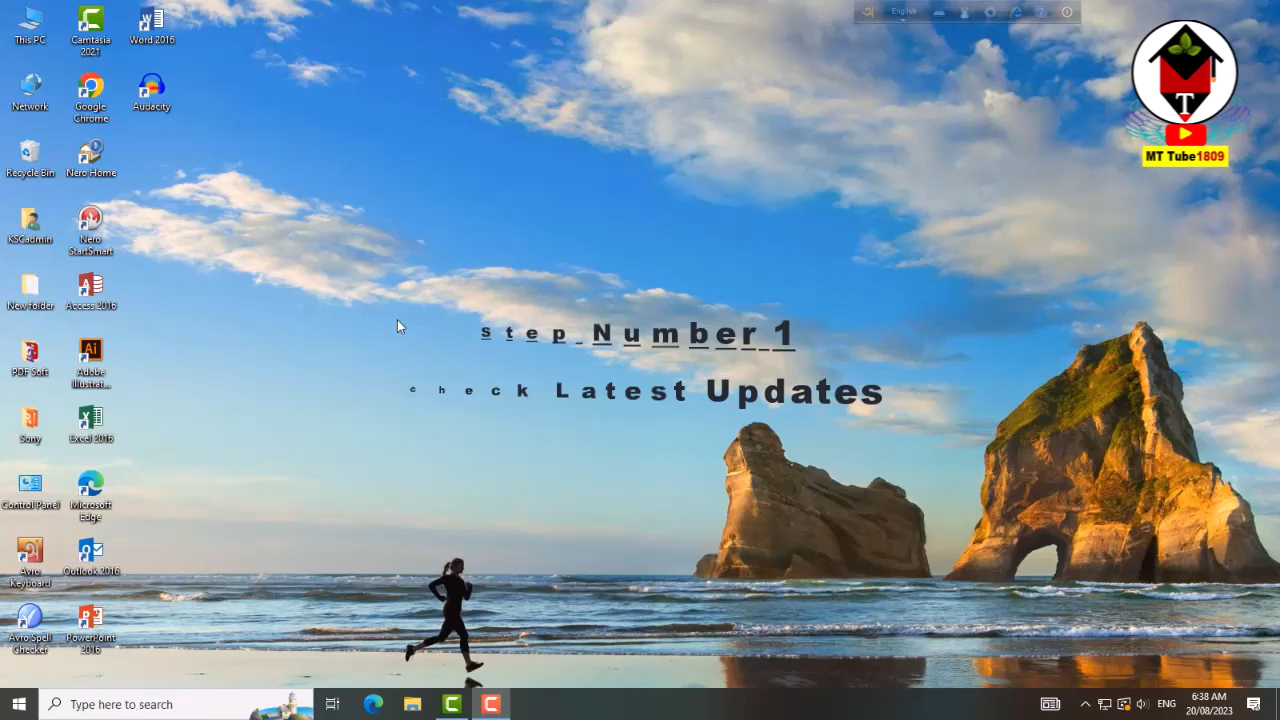 English
This PC
Camtasia 2021
Word 2016
Network
Google Chrome
Audacity
Recycle Bin
Nero Home
KSCadmin
Nero StartSmart
New folder
Access 2016
PDF Soft
Adobe Illustrat...
Sony
Excel 2016
Control Panel
Microsoft Edge
Avro Keyboard
Outlook 2016
Avro Spell Checker
PowerPoint 2016
T
MT Tube1809
step_Number_1
check Latest Updates
Type here to search
ENG
6:38 AM
20/08/2023